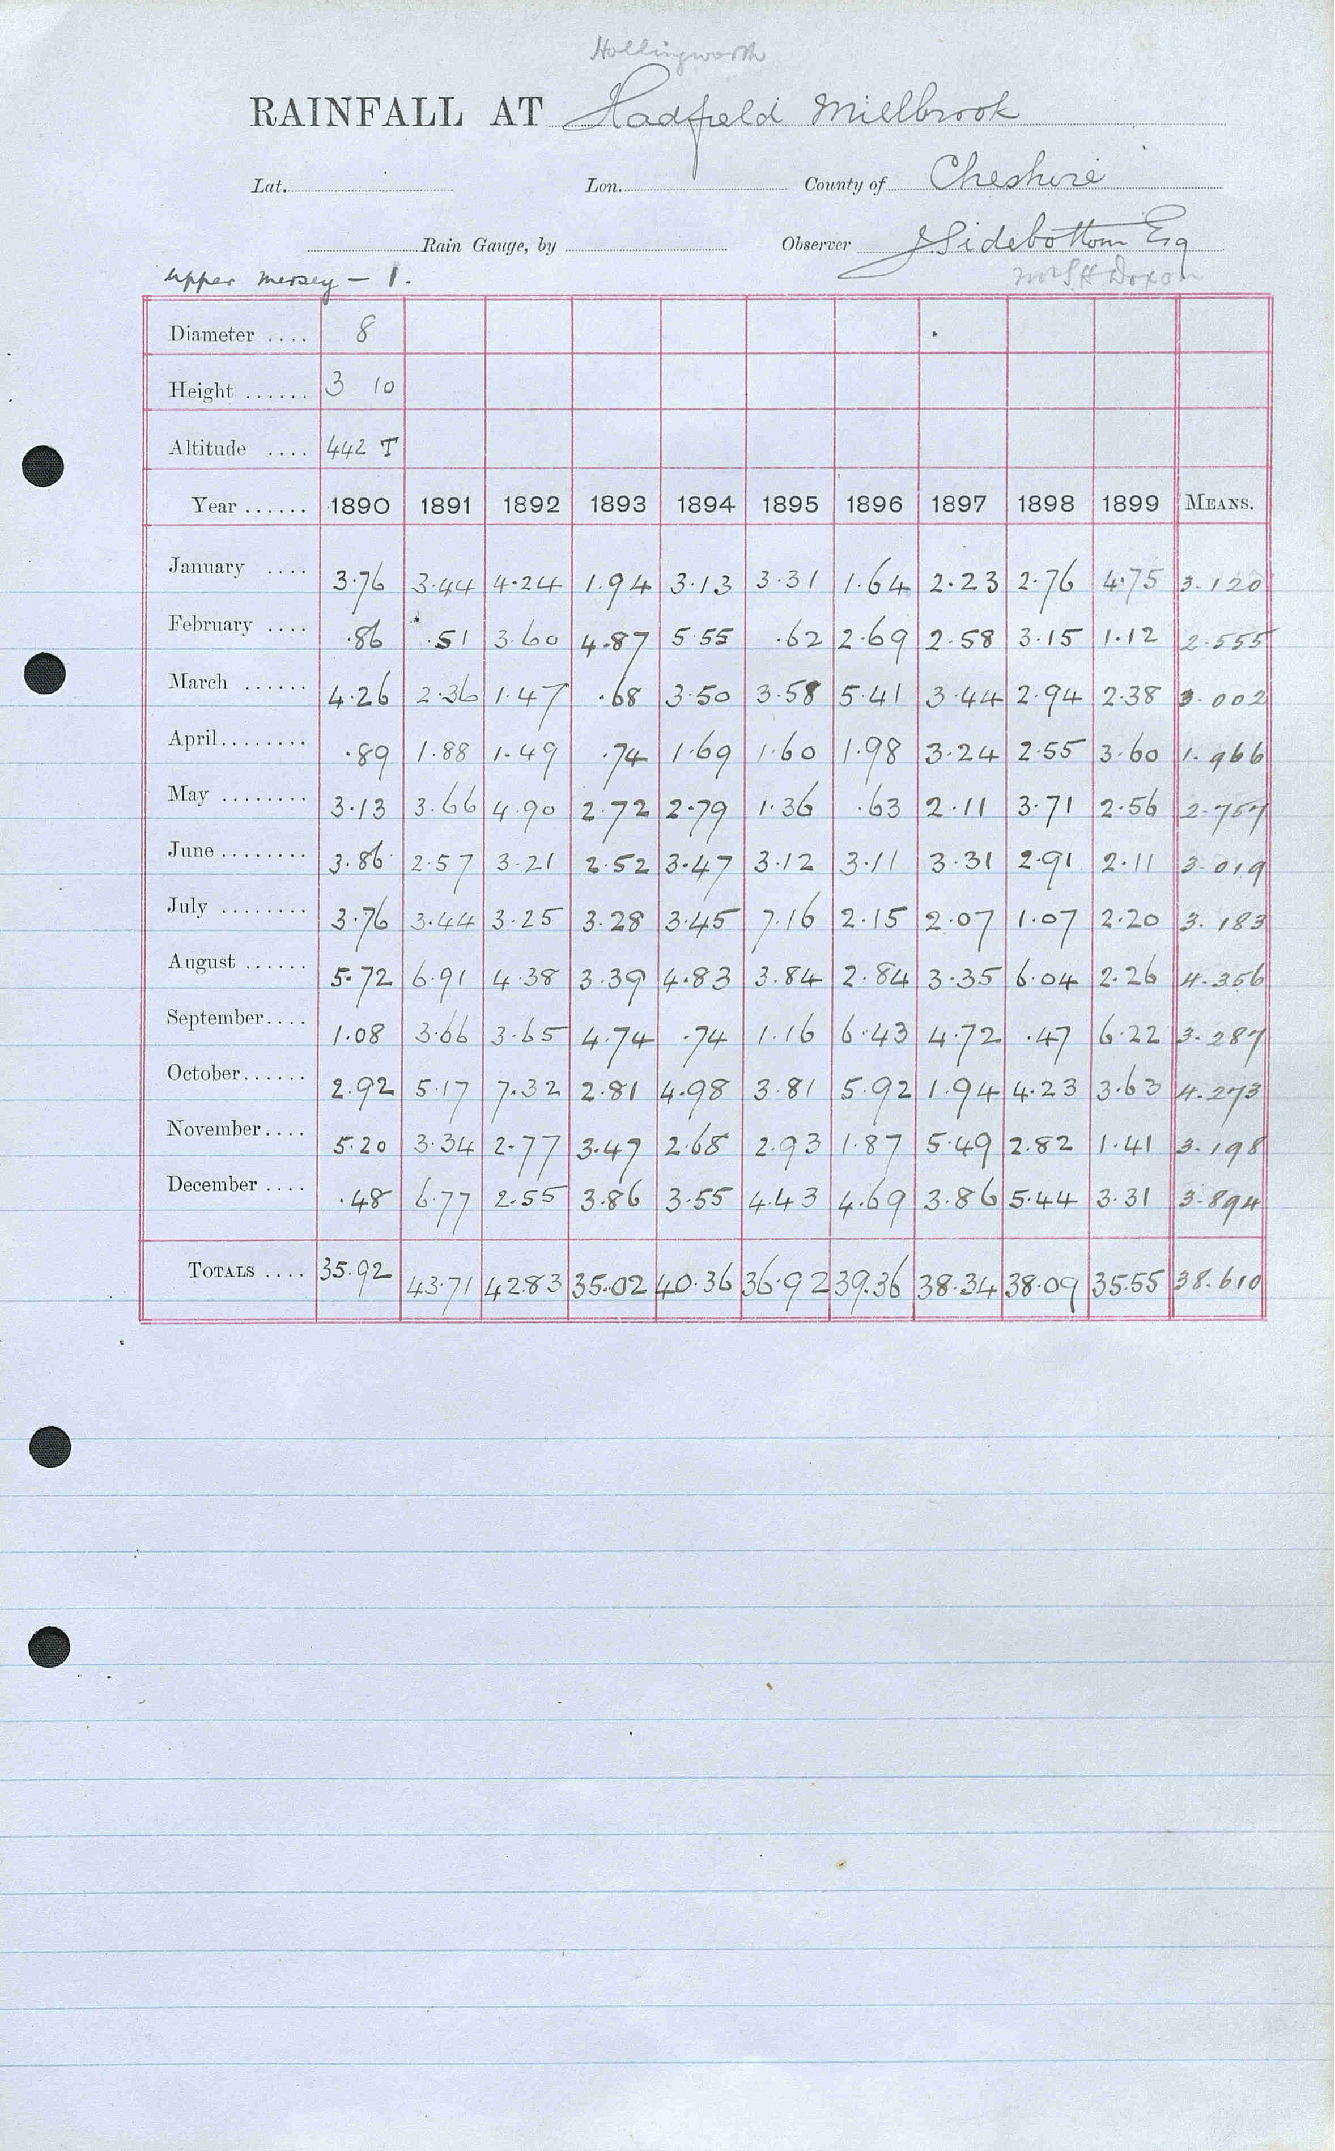 Hollingworth
RAINFALL AT Hadfield Millbrook
Lat. Lon. County of Cheshire
Rain Gauge, by Observer J Sidebottom Esq
Upper Mersey - 1.
Diameter .... 8
Height ...... 3 10
Altitude .... 442 T
Year ...... 1890 1891 1892 1893 1894 1895 1896 1897 1898 1899 MEANS.
January .... 3.76 3.44 4.24 1.94 3.13 3.31 1.64 2.23 2.76 4.75 3.120
February .... .86 .51 3.60 4.87 5.55 .62 2.69 2.58 3.15 1.12 2.555
March ...... 4.26 2.36 1.47 .68 3.50 3.58 5.41 3.44 2.94 2.38 3.002
April........ .89 1.88 1.49 .74 1.69 1.60 1.98 3.24 2.55 3.60 1.966
May ........ 3.13 3.66 4.90 2.72 2.79 1.36 .63 2.11 3.71 2.56 2.757
June ........ 3.86 2.57 3.21 2.52 3.47 3.12 3.11 3.31 2.91 2.11 3.019
July ........ 3.76 3.44 3.25 3.28 3.45 7.16 2.15 2.07 1.07 2.20 3.183
August ...... 5.72 6.91 4.38 3.39 4.83 3.84 2.84 3.35 6.04 2.26 4.356
September.... 1.08 3.66 3.65 4.74 .74 1.16 6.43 4.72 .47 6.22 3.287
October...... 2.92 5.17 7.32 2.81 4.98 3.81 5.92 1.94 4.23 3.63 4.273
November.... 5.20 3.34 2.77 3.47 2.68 2.93 1.87 5.49 2.82 1.41 3.198
December .... .48 6.77 2.55 3.86 3.55 4.43 4.69 3.86 5.44 3.31 3.894
TOTALS .... 35.92 43.71 42.83 35.02 40.36 36.92 39.36 38.34 38.09 35.55 38.610